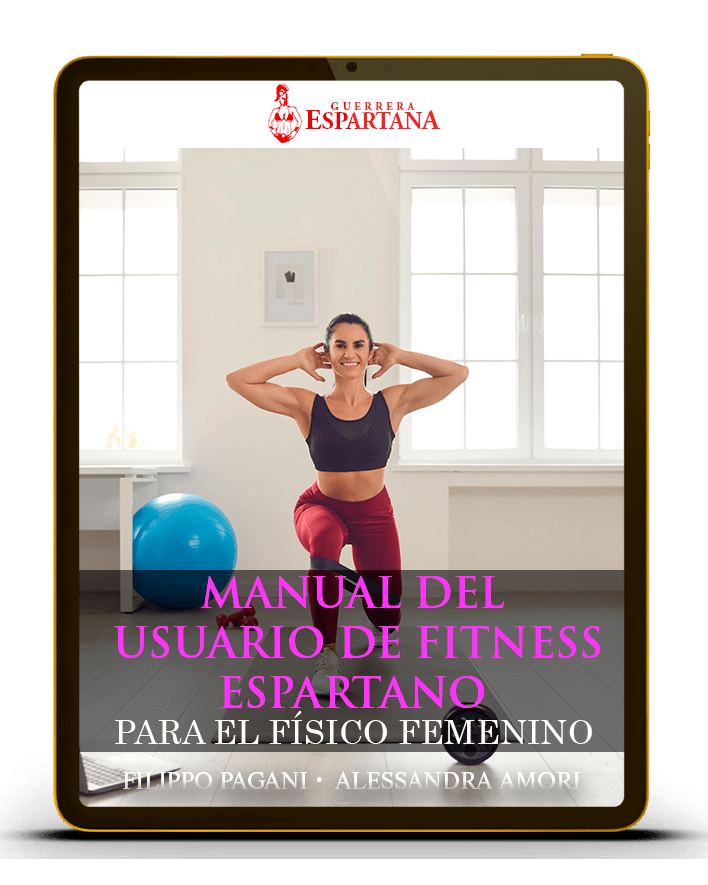 GUERRERA
ESPARTANA
MANUAL DEL
USUARIO DE FITNESS
ESPARTANO
PARA EL FÍSICO FEMENINO
FILIPPO PAGANI • ALESSANDRA AMORI